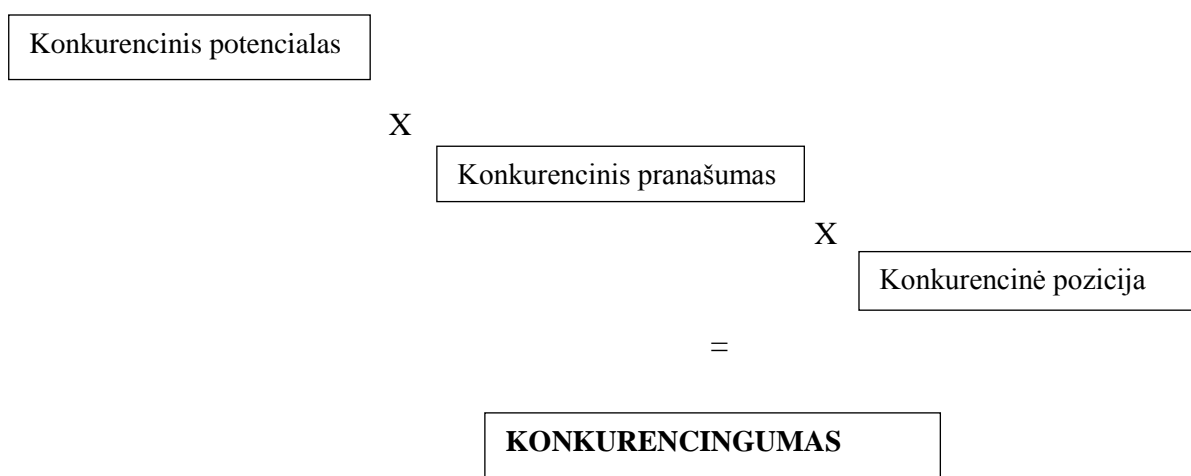 Konkurencinis potencialas
X
Konkurencinis pranašumas
X
Konkurencinė pozicija
=
KONKURENCINGUMAS